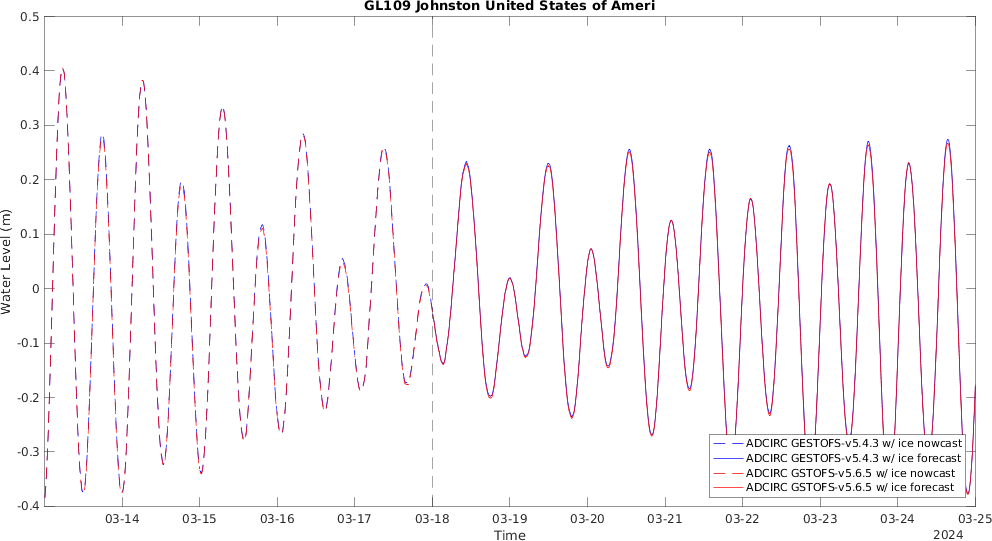 GL109 Johnston United States of Ameri
0.5
0.4
0.3
0.2
0.1
0
-0.1
-0.2
-0.3
-0.4
Water Level (m)
ADCIRC GESTOFS-v5.4.3 w/ ice nowcast
ADCIRC GESTOFS-v5.4.3 w/ ice forecast
ADCIRC GSTOFS-v5.6.5 w/ ice nowcast
ADCIRC GSTOFS-v5.6.5 w/ ice forecast
03-14 03-15 03-16 03-17 03-18 03-19 03-20 03-21 03-22 03-23 03-24 03-25
Time
2024